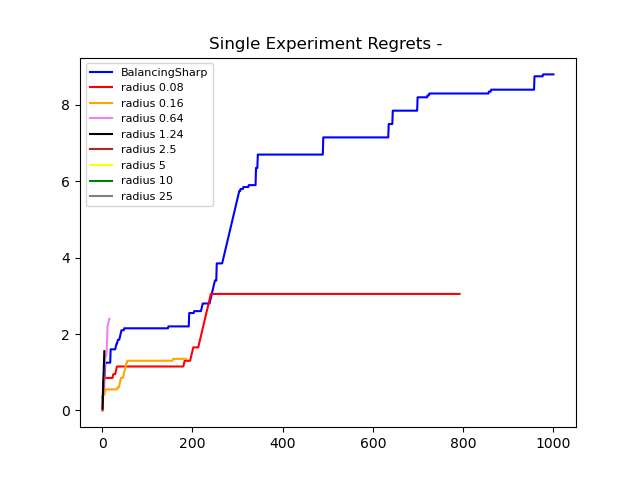 Single Experiment Regrets -
BalancingSharp
radius 0.08
radius 0.16
radius 0.64
radius 1.24
radius 2.5
radius 5
radius 10
radius 25
8
6
4
2
0
0 200 400 600 800 1000